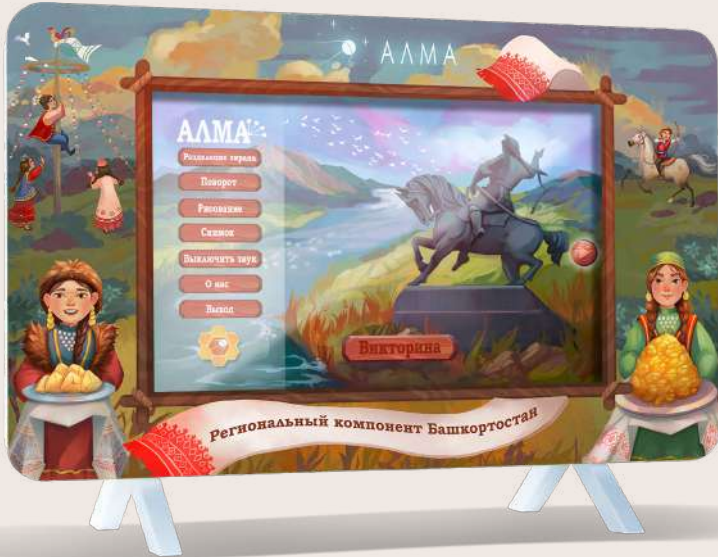 АЛМА
АЛМА
Разделение экрана
Поворот
Рисование
Снимок
Выключить звук
О нас
Выход
Викторина
Региональный компонент Башкортостан